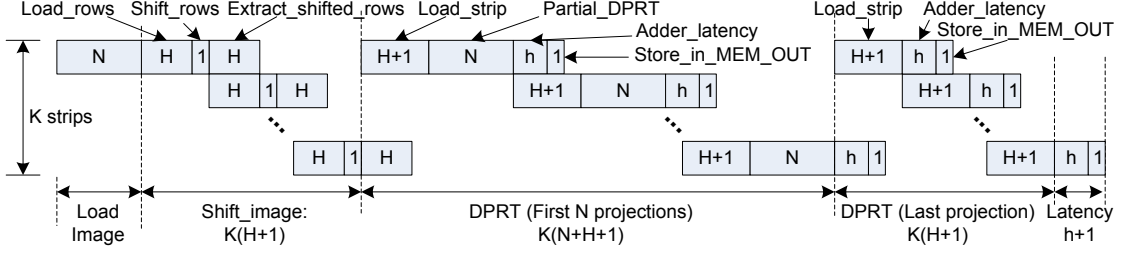 Load_rows Shift_rows Extract_shifted_rows Load_strip Partial_DPRT Load_strip Adder_latency
Adder_latency Store_in_MEM_OUT
Store_in_MEM_OUT
N H 1 H H+1 N h 1 H+1 h 1
H 1 H H+1 N h 1 H+1 h 1
K strips
H 1 H H+1 N h 1 H+1 h 1
Load Shift_image: DPRT (First N projections) DPRT (Last projection) Latency
Image K(H+1) K(N+H+1) K(H+1) h+1